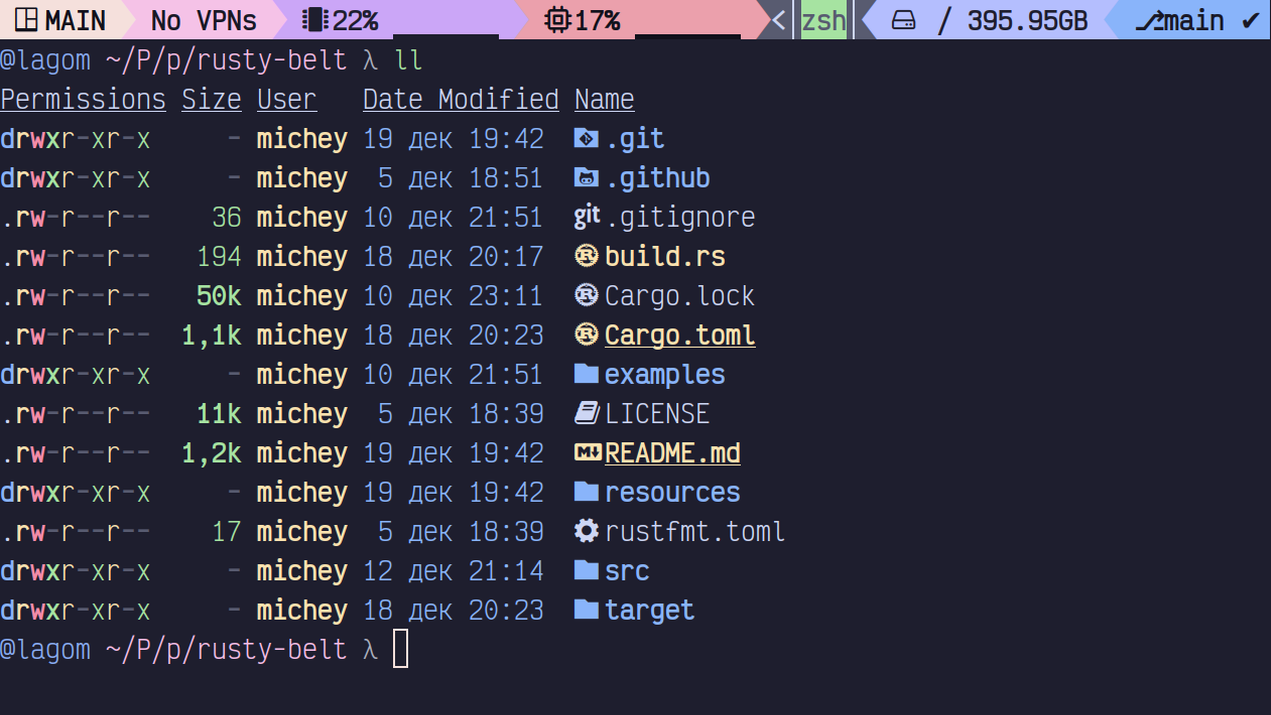 MAIN No VPNs 22% 17% < zsh / 395.95GB main ✔
@lagom ~/P/p/rusty-belt λ ll
Permissions Size User Date Modified Name
drwxr-xr-x - michey 19 дек 19:42 .git
drwxr-xr-x - michey 5 дек 18:51 .github
.rw-r--r-- 36 michey 10 дек 21:51 git .gitignore
.rw-r--r-- 194 michey 18 дек 20:17 build.rs
.rw-r--r-- 50k michey 10 дек 23:11 Cargo.lock
.rw-r--r-- 1,1k michey 18 дек 20:23 Cargo.toml
drwxr-xr-x - michey 10 дек 21:51 examples
.rw-r--r-- 11k michey 5 дек 18:39 LICENSE
.rw-r--r-- 1,2k michey 19 дек 19:42 README.md
drwxr-xr-x - michey 19 дек 19:42 resources
.rw-r--r-- 17 michey 5 дек 18:39 rustfmt.toml
drwxr-xr-x - michey 12 дек 21:14 src
drwxr-xr-x - michey 18 дек 20:23 target
@lagom ~/P/p/rusty-belt λ